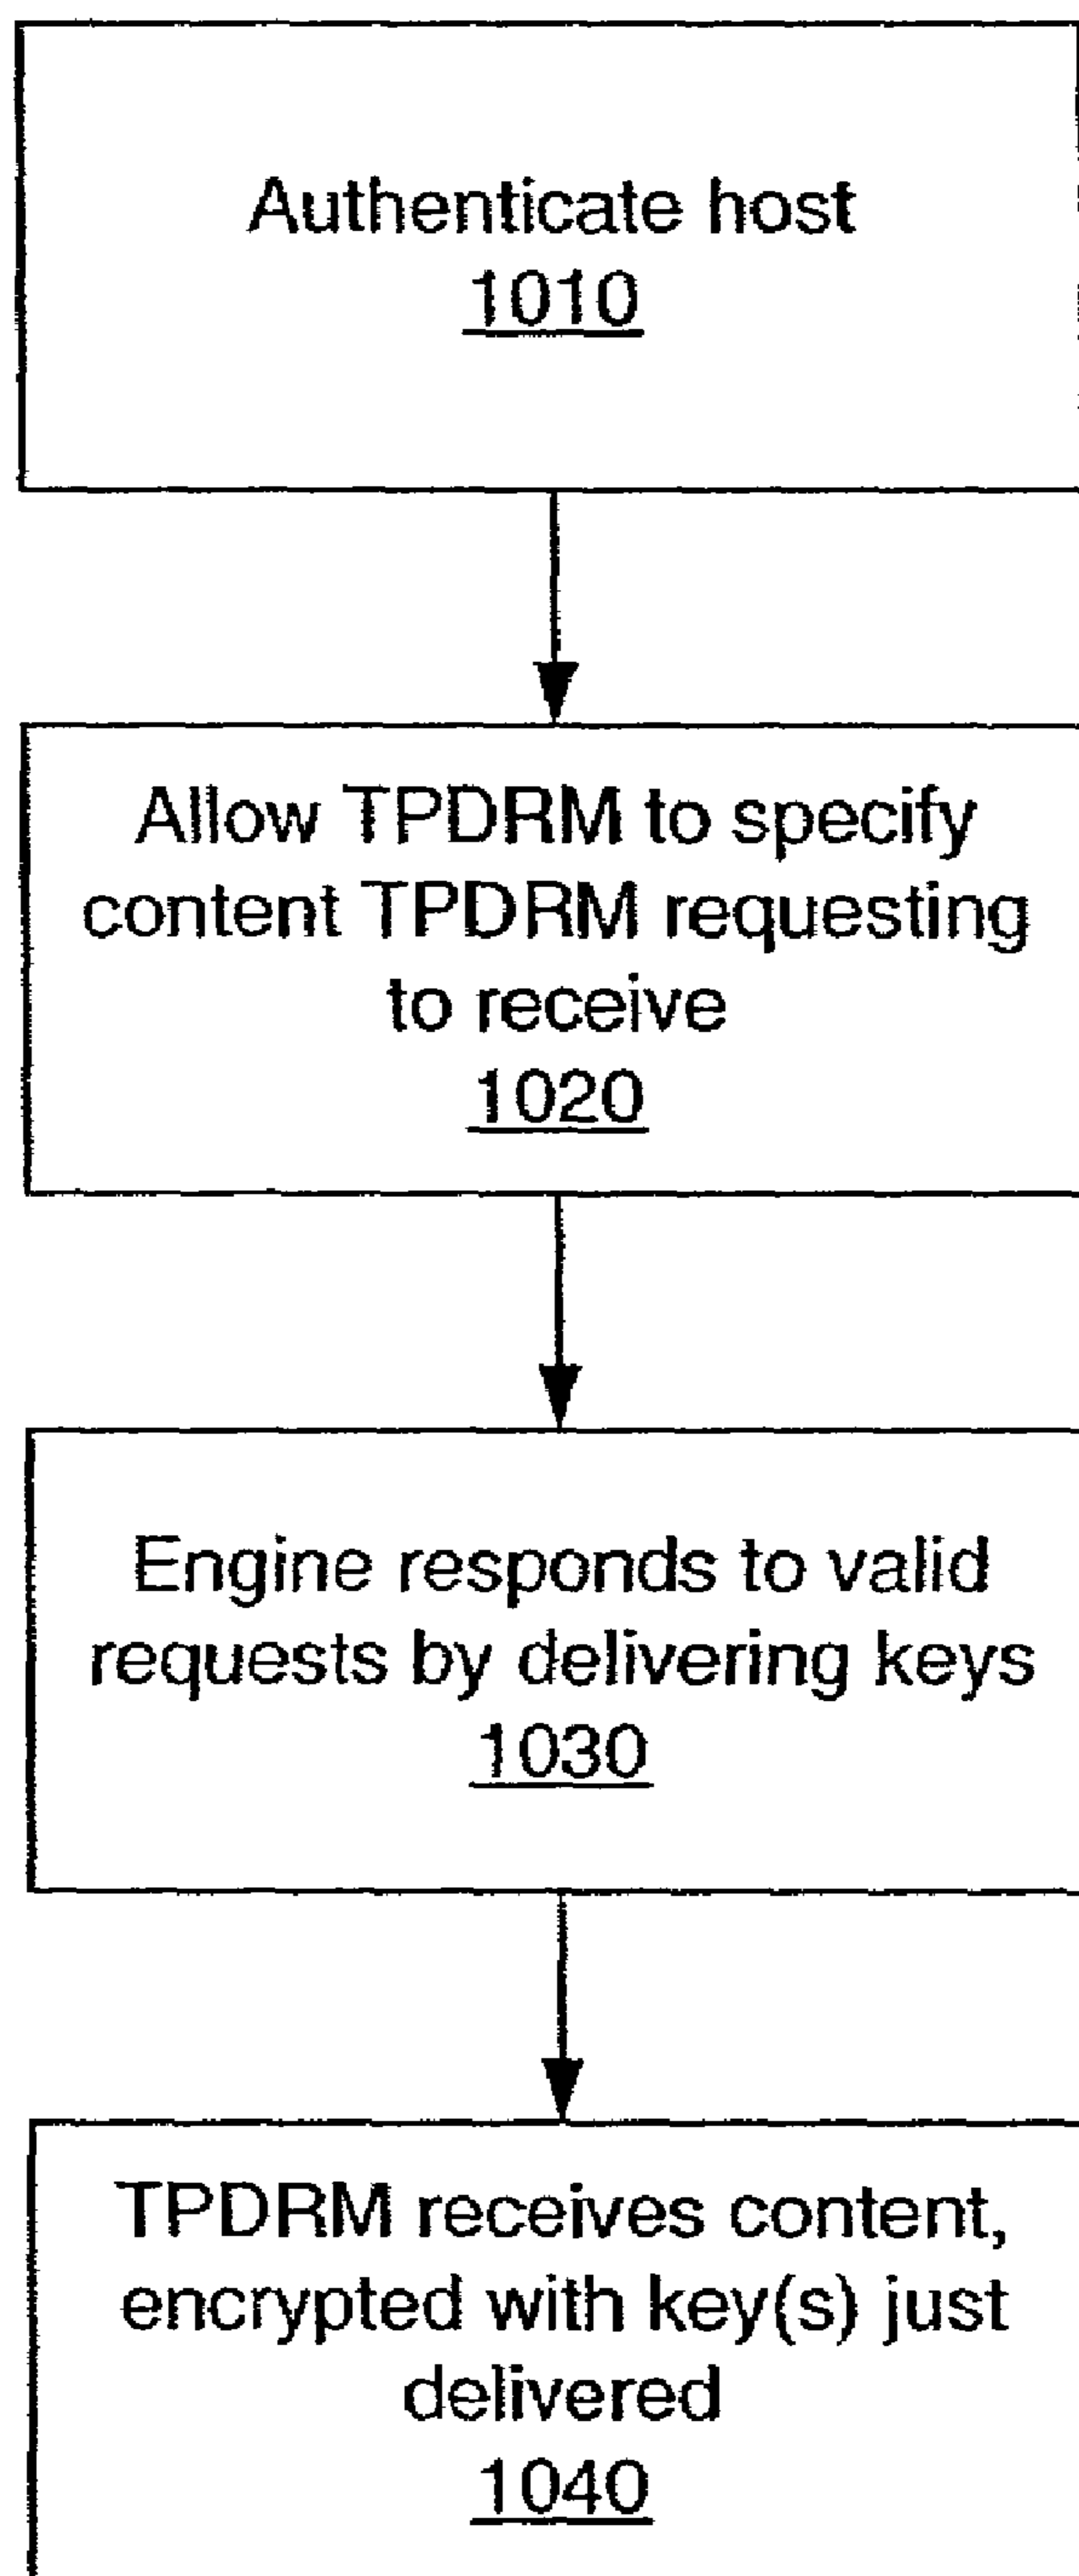 Authenticate host
1010
Allow TPDRM to specify
content TPDRM requesting
to receive
1020
Engine responds to valid
requests by delivering keys
1030
TPDRM receives content,
encrypted with key(s) just
delivered
1040